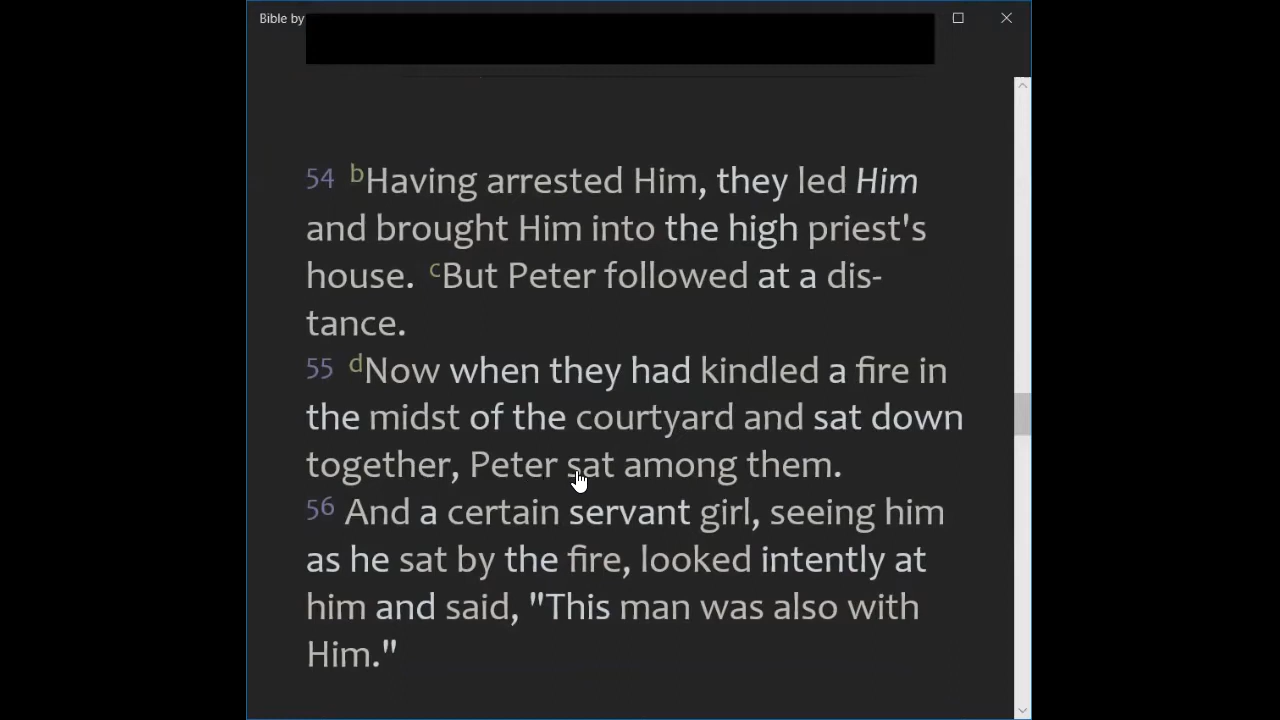 Bible by
54 bHaving arrested Him, they led Him
and brought Him into the high priest's
house. cBut Peter followed at a dis-
tance.
55 dNow when they had kindled a fire in
the midst of the courtyard and sat down
together, Peter sat among them.
56 And a certain servant girl, seeing him
as he sat by the fire, looked intently at
him and said, "This man was also with
Him."